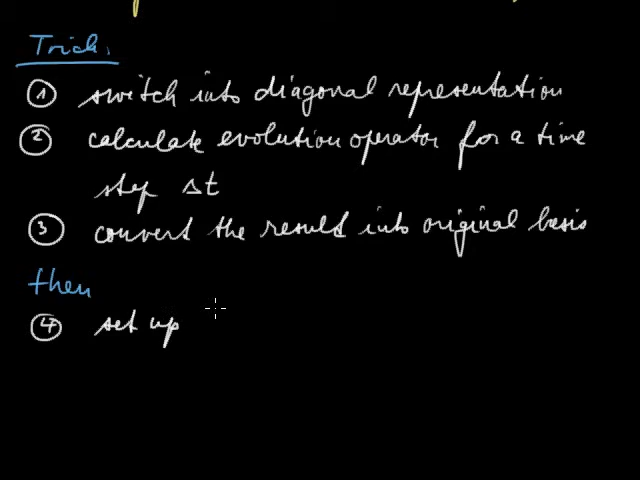 Trick:
① switch into diagonal representation
② calculate evolution operator for a time
step Δt
③ convert the result into original basis
then
④ set up